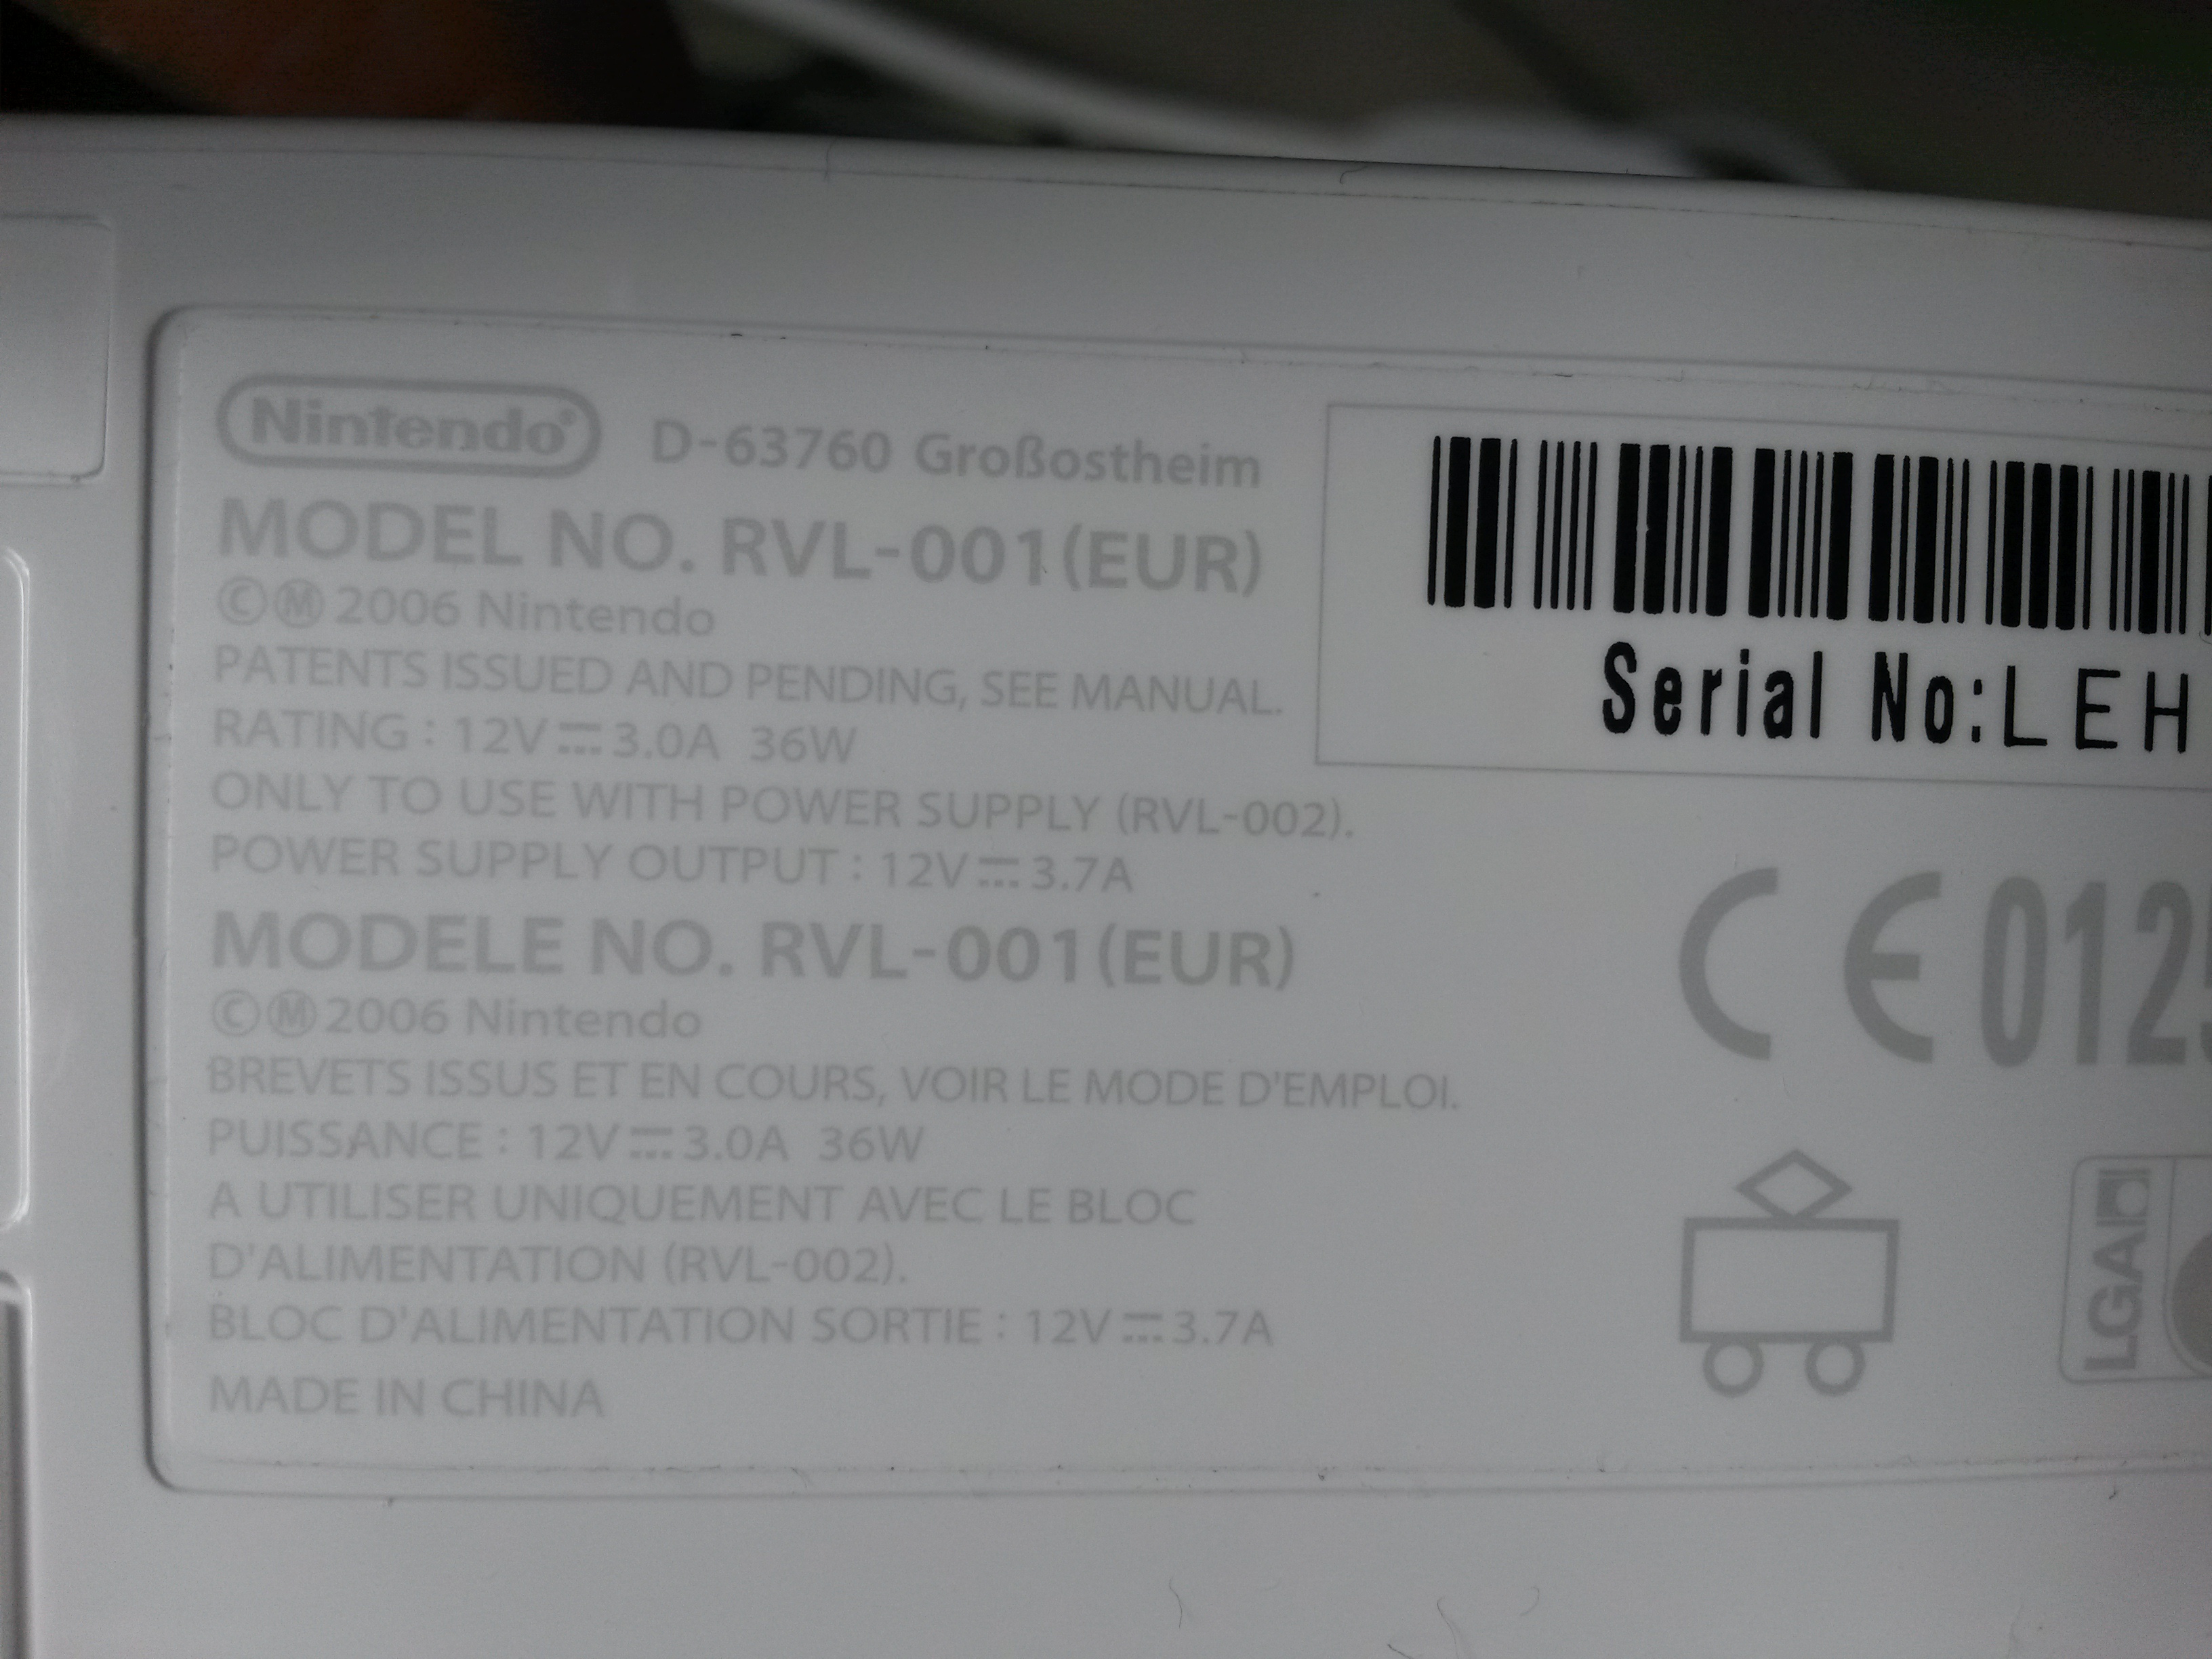 Nintendo® D-63760 Großostheim
MODEL NO. RVL-001(EUR)
©Ⓜ2006 Nintendo
PATENTS ISSUED AND PENDING, SEE MANUAL.
RATING : 12V⎓3.0A 36W
ONLY TO USE WITH POWER SUPPLY (RVL-002).
POWER SUPPLY OUTPUT : 12V⎓3.7A
MODELE NO. RVL-001(EUR)
©Ⓜ2006 Nintendo
BREVETS ISSUS ET EN COURS, VOIR LE MODE D'EMPLOI.
PUISSANCE : 12V⎓3.0A 36W
A UTILISER UNIQUEMENT AVEC LE BLOC
D'ALIMENTATION (RVL-002).
BLOC D'ALIMENTATION SORTIE : 12V⎓3.7A
MADE IN CHINA
Serial No:LEH
CE 0125
LGAI